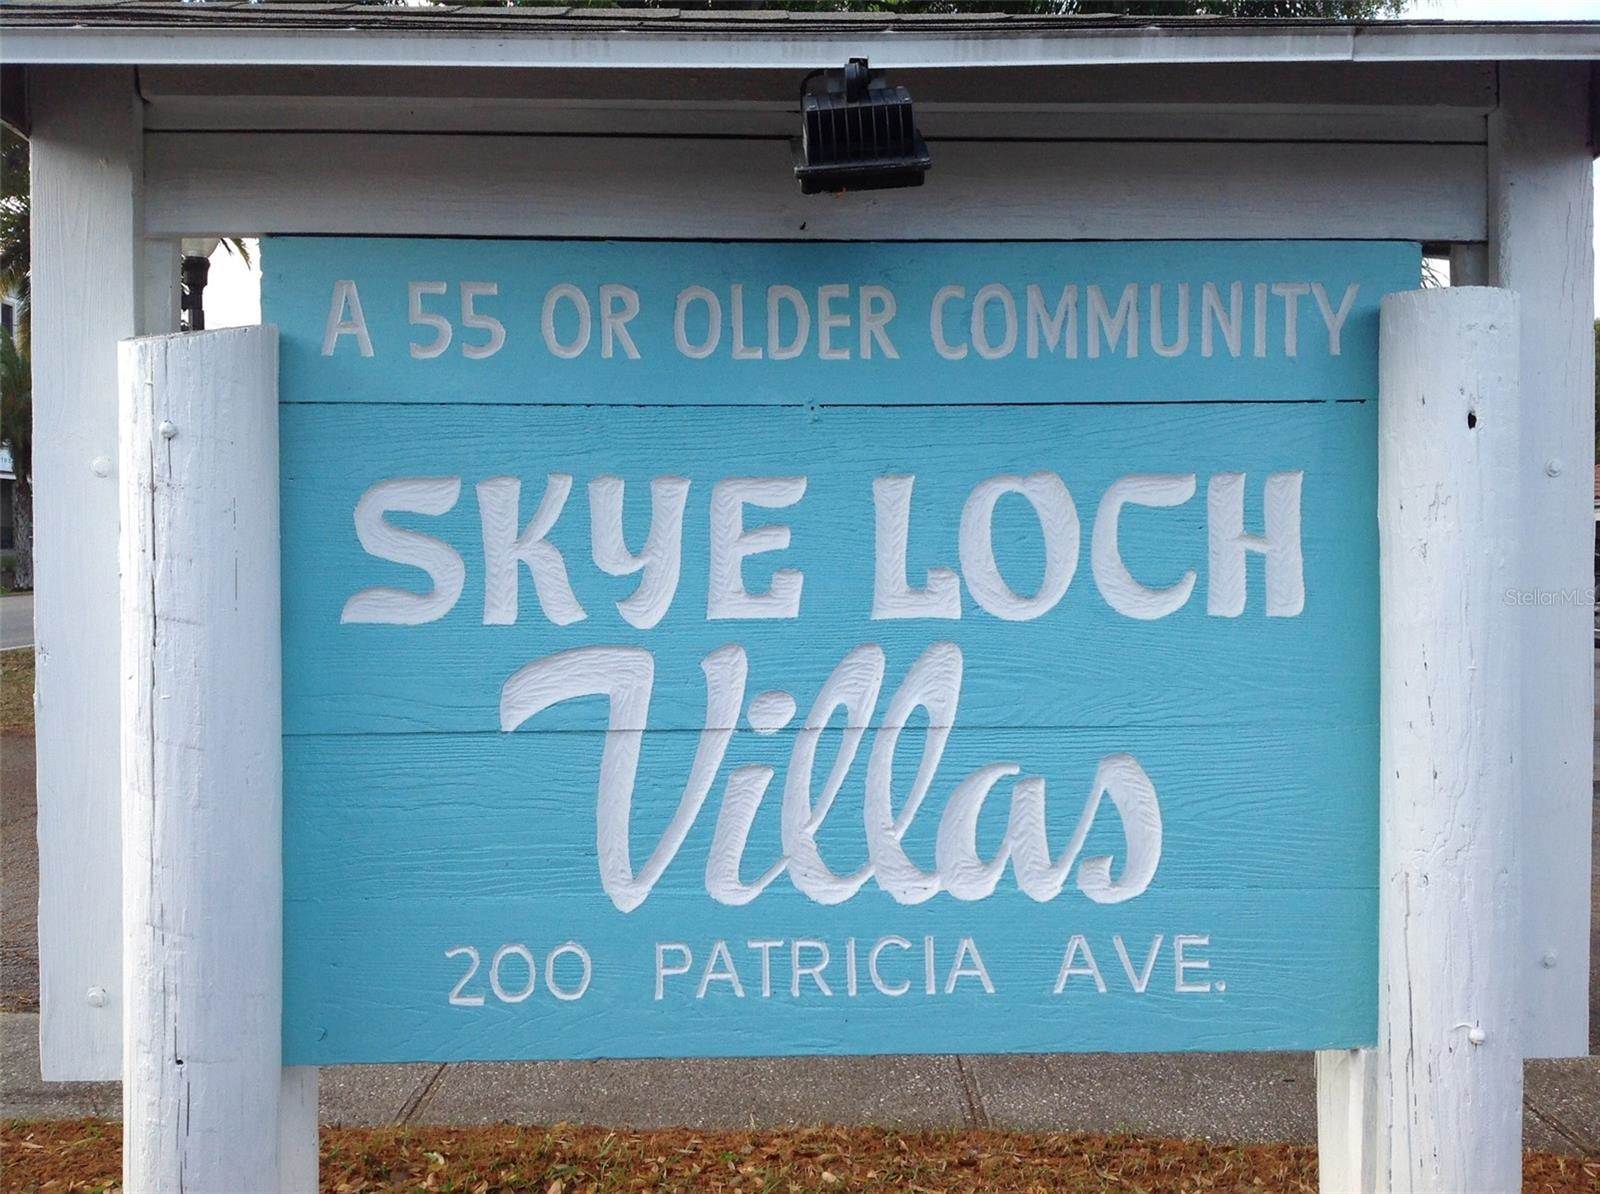 A 55 OR OLDER COMMUNITY
SKYE LOCH
Villas
200 PATRICIA AVE.
StellarMLS